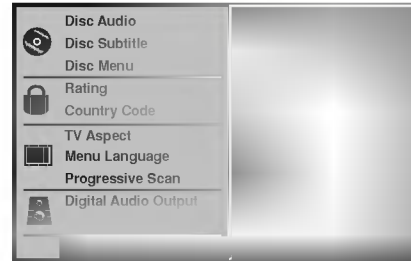 Disc Audio
Disc Subtitle
Disc Menu
Rating
Country Code
TV Aspect
Menu Language
Progressive Scan
Digital Audio Output